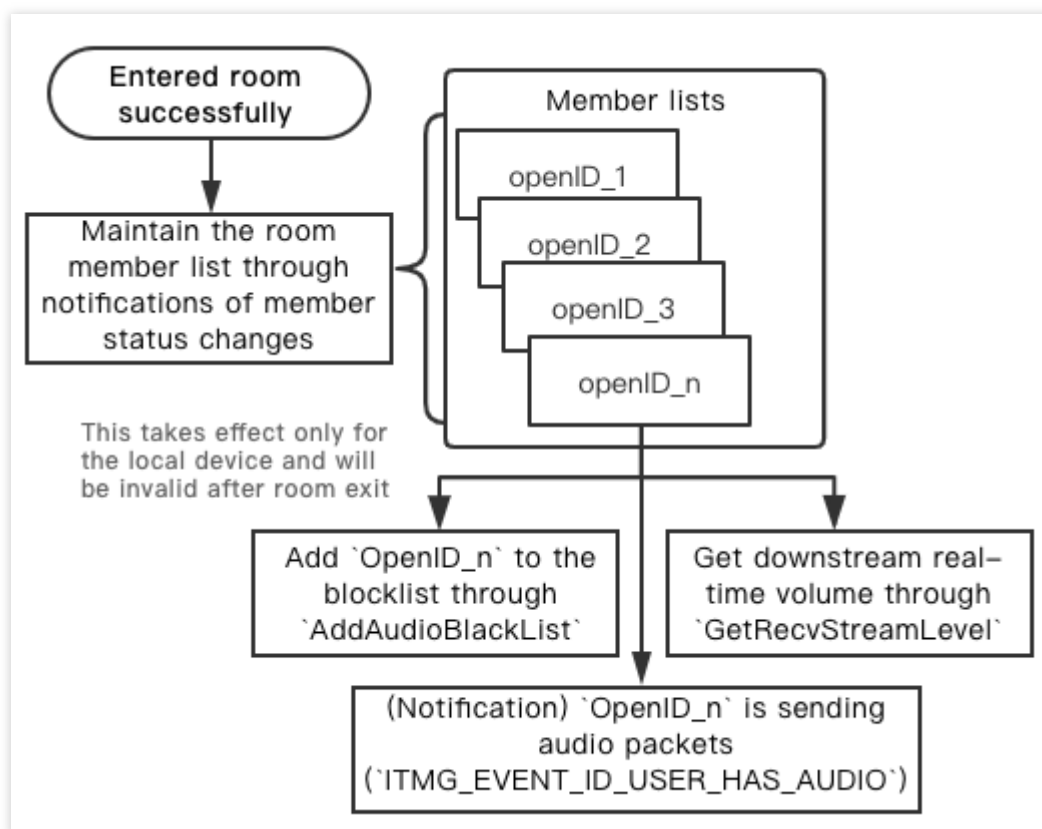 Entered room
successfully
Maintain the room
member list through
notifications of member
status changes
Member lists
openID_1
openID_2
openID_3
openID_n
This takes effect only for
the local device and will
be invalid after room exit
Add `OpenID_n` to the
blocklist through
`AddAudioBlackList`
Get downstream real-
time volume through
`GetRecvStreamLevel`
(Notification) `OpenID_n` is sending
audio packets
(`ITMG_EVENT_ID_USER_HAS_AUDIO`)